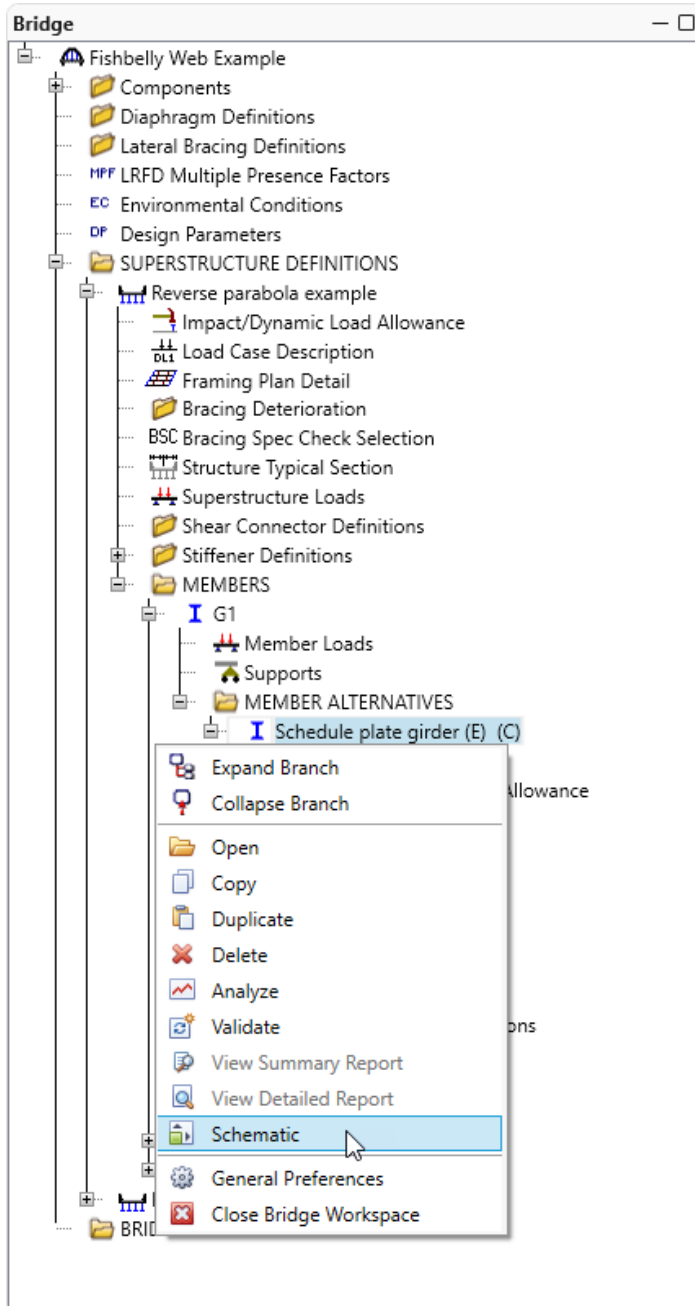 Bridge
Fishbelly Web Example
Components
Diaphragm Definitions
Lateral Bracing Definitions
MPF LRFD Multiple Presence Factors
EC Environmental Conditions
DP Design Parameters
SUPERSTRUCTURE DEFINITIONS
Reverse parabola example
Impact/Dynamic Load Allowance
DL1 Load Case Description
Framing Plan Detail
Bracing Deterioration
BSC Bracing Spec Check Selection
Structure Typical Section
Superstructure Loads
Shear Connector Definitions
Stiffener Definitions
MEMBERS
G1
Member Loads
Supports
MEMBER ALTERNATIVES
Schedule plate girder (E) (C)
Expand Branch
Allowance
Collapse Branch
Open
Copy
Duplicate
Delete
Analyze
Validate
ons
View Summary Report
View Detailed Report
Schematic
General Preferences
Close Bridge Workspace
BRID